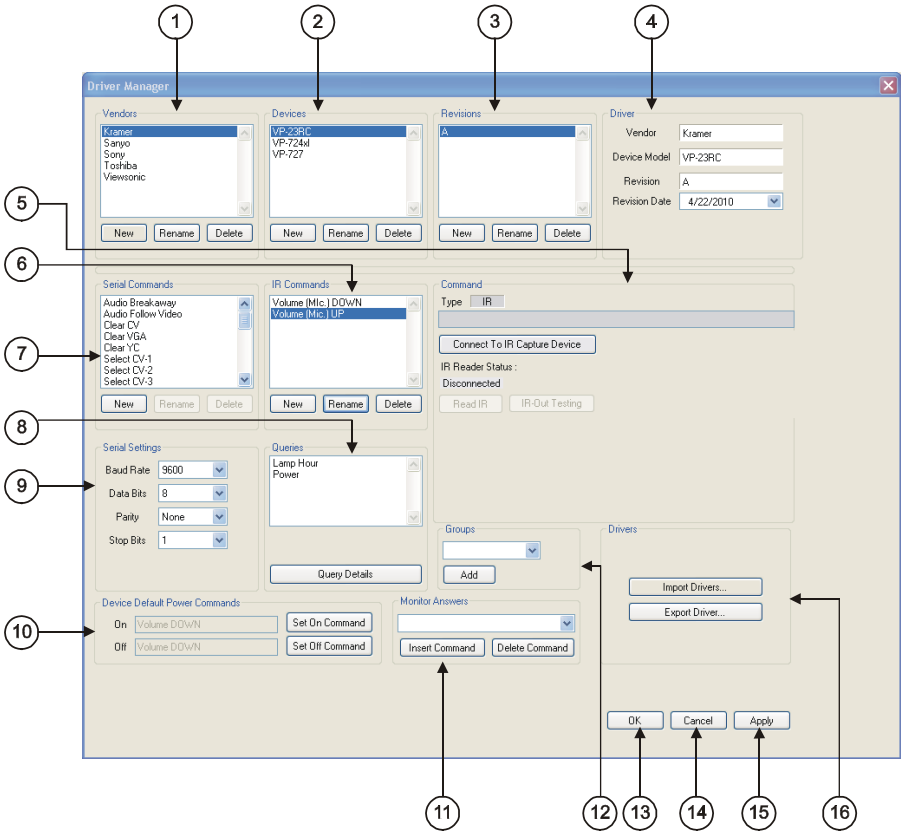 1
2
3
4
Driver Manager
Vendors
Kramer
Sanyo
Sony
Toshiba
Viewsonic
New Rename Delete
Devices
VP-23RC
VP-724xl
VP-727
New Rename Delete
Revisions
A
New Rename Delete
Driver
Vendor Kramer
Device Model VP-23RC
Revision A
Revision Date 4/22/2010
5
6
Serial Commands
Audio Breakaway
Audio Follow Video
Clear CV
Clear VGA
Clear YC
Select CV-1
Select CV-2
Select CV-3
New Rename Delete
IR Commands
Volume (MIc.) DOWN
Volume (Mic.) UP
New Rename Delete
Command
Type IR
Connect To IR Capture Device
IR Reader Status :
Disconnected
Read IR IR-Out Testing
7
8
Serial Settings
Baud Rate 9600
Data Bits 8
Parity None
Stop Bits 1
9
Queries
Lamp Hour
Power
Query Details
Groups
Add
Drivers
Import Drivers...
Export Driver...
Device Default Power Commands
On Volume DOWN Set On Command
Off Volume DOWN Set Off Command
10
Monitor Answers
Insert Command Delete Command
OK Cancel Apply
11
12
13
14
15
16